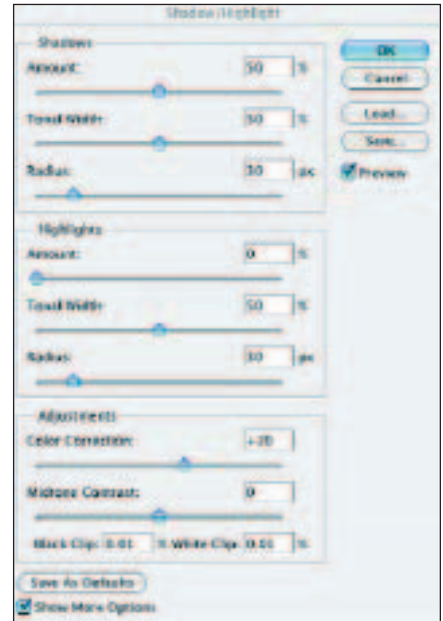 Shadow/Highlight
Shadows
Amount: 50 %
Tonal Width: 50 %
Radius: 30 px
OK
Cancel
Load...
Save...
Preview
Highlights
Amount: 0 %
Tonal Width: 50 %
Radius: 30 px
Adjustments
Color Correction: +20
Midtone Contrast: 0
Black Clip: 0.01 % White Clip: 0.01 %
Save As Defaults
Show More Options